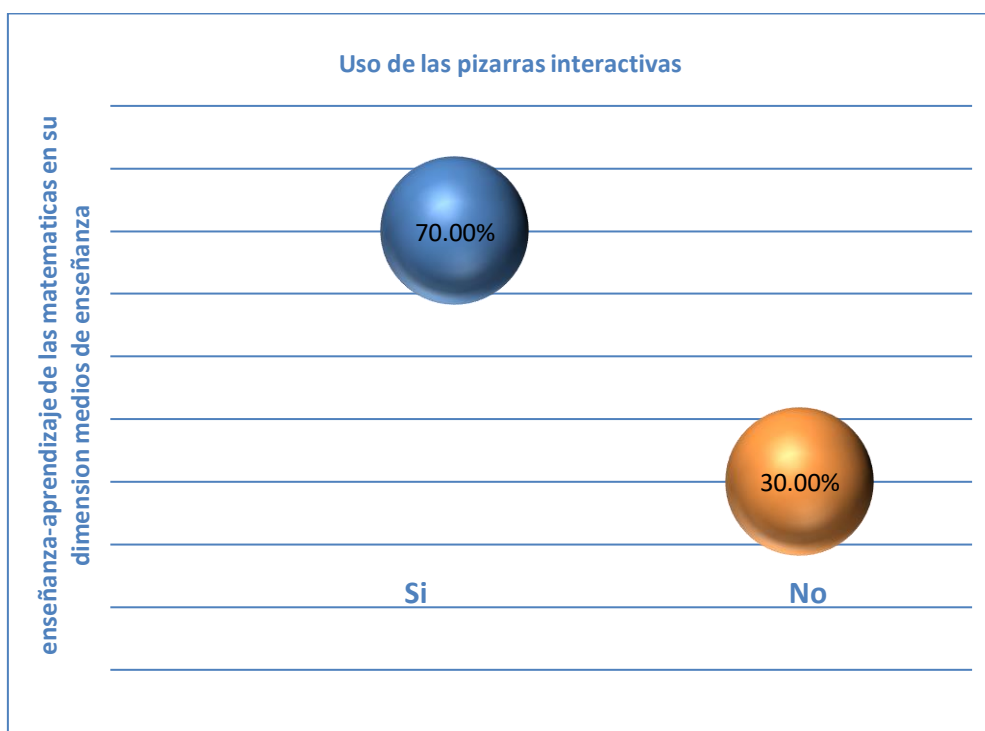 Uso de las pizarras interactivas
enseñanza-aprendizaje de las matematicas en su
dimension medios de enseñanza
70.00%
30.00%
Si
No